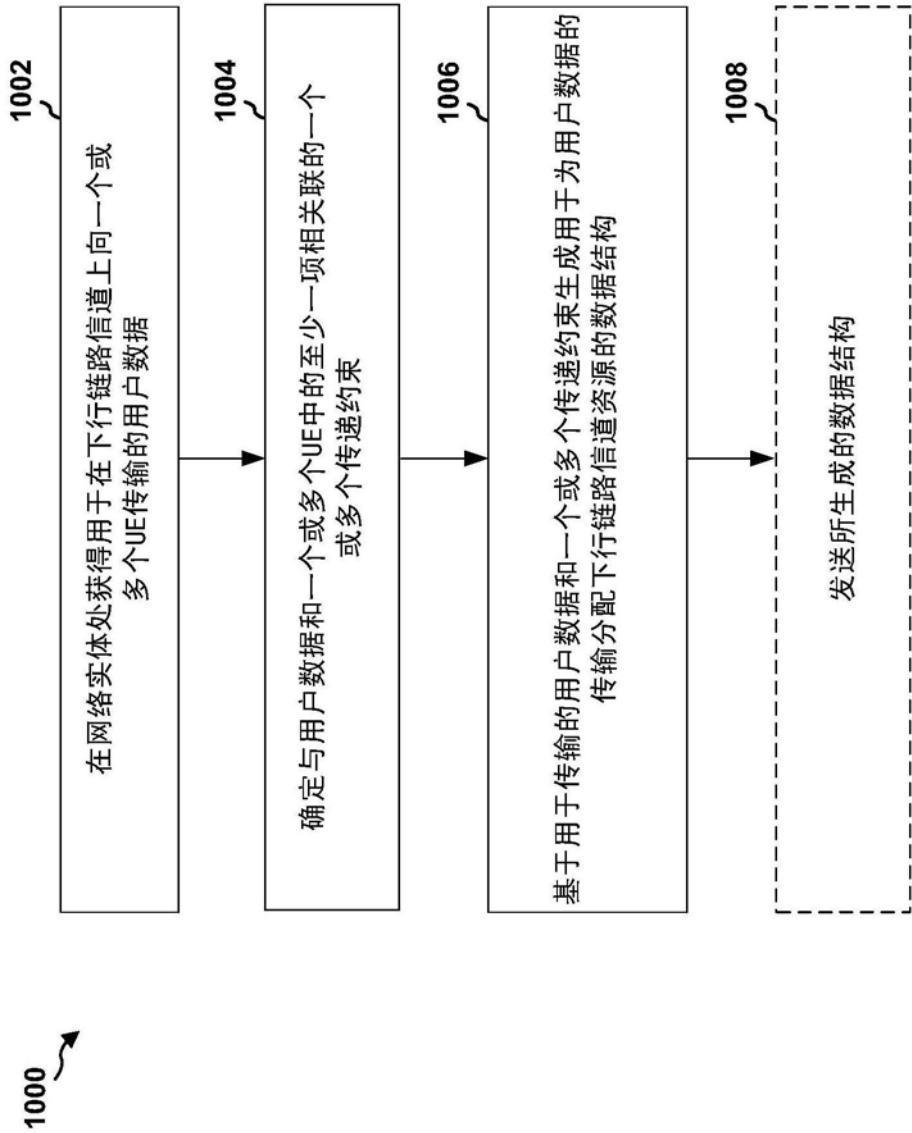 1000
1002
在网络实体处获得用于在下行链路信道上向一个或
多个UE传输的用户数据
1004
确定与用户数据和一个或多个UE中的至少一项相关联的一个
或多个传递约束
1006
基于用于传输的用户数据和一个或多个传递约束生成用于为用户数据的
传输分配下行链路信道资源的数据结构
1008
发送所生成的数据结构